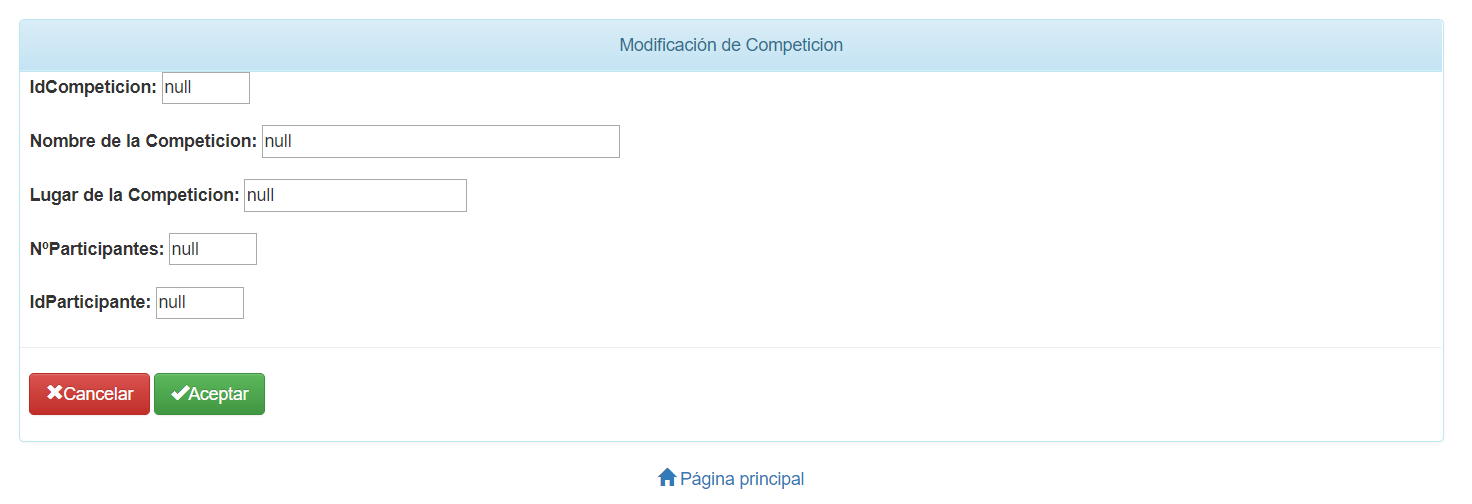 Modificación de Competicion
IdCompeticion: null
Nombre de la Competicion: null
Lugar de la Competicion: null
NºParticipantes: null
IdParticipante: null
Cancelar Aceptar
Página principal